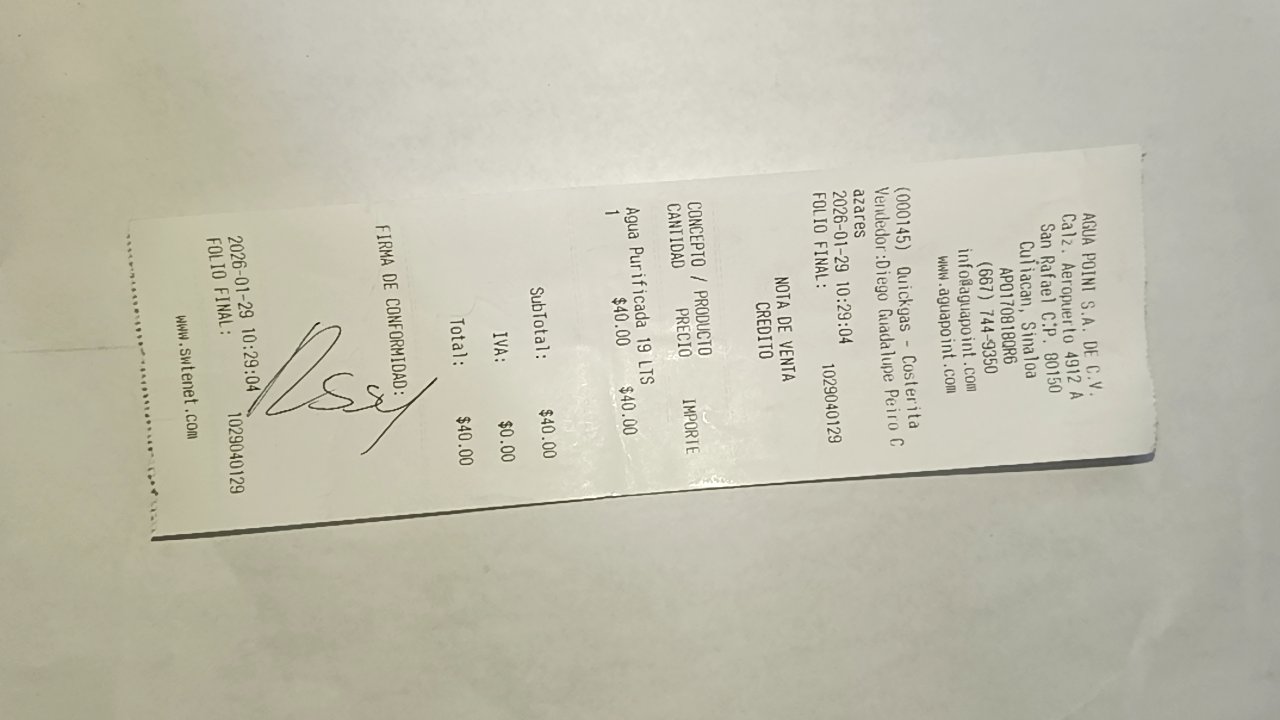 AGUA POINT S.A. DE C.V.
Calz. Aeropuerto 4912 A
San Rafael C.P. 80150
Culiacan, Sinaloa
APO170818QR6
(667) 744-9350
info@aguapoint.com
www.aguapoint.com
(000145) Quickgas - Costerita
Vendedor:Diego Guadalupe Peiro C
azares
2026-01-29 10:29:04
FOLIO FINAL: 1029040129
NOTA DE VENTA
CREDITO
CONCEPTO / PRODUCTO
CANTIDAD PRECIO IMPORTE
Agua Purificada 19 LTS
1 $40.00 $40.00
SubTotal: $40.00
IVA: $0.00
Total: $40.00
FIRMA DE CONFORMIDAD:
2026-01-29 10:29:04
FOLIO FINAL: 1029040129
www.swtenet.com